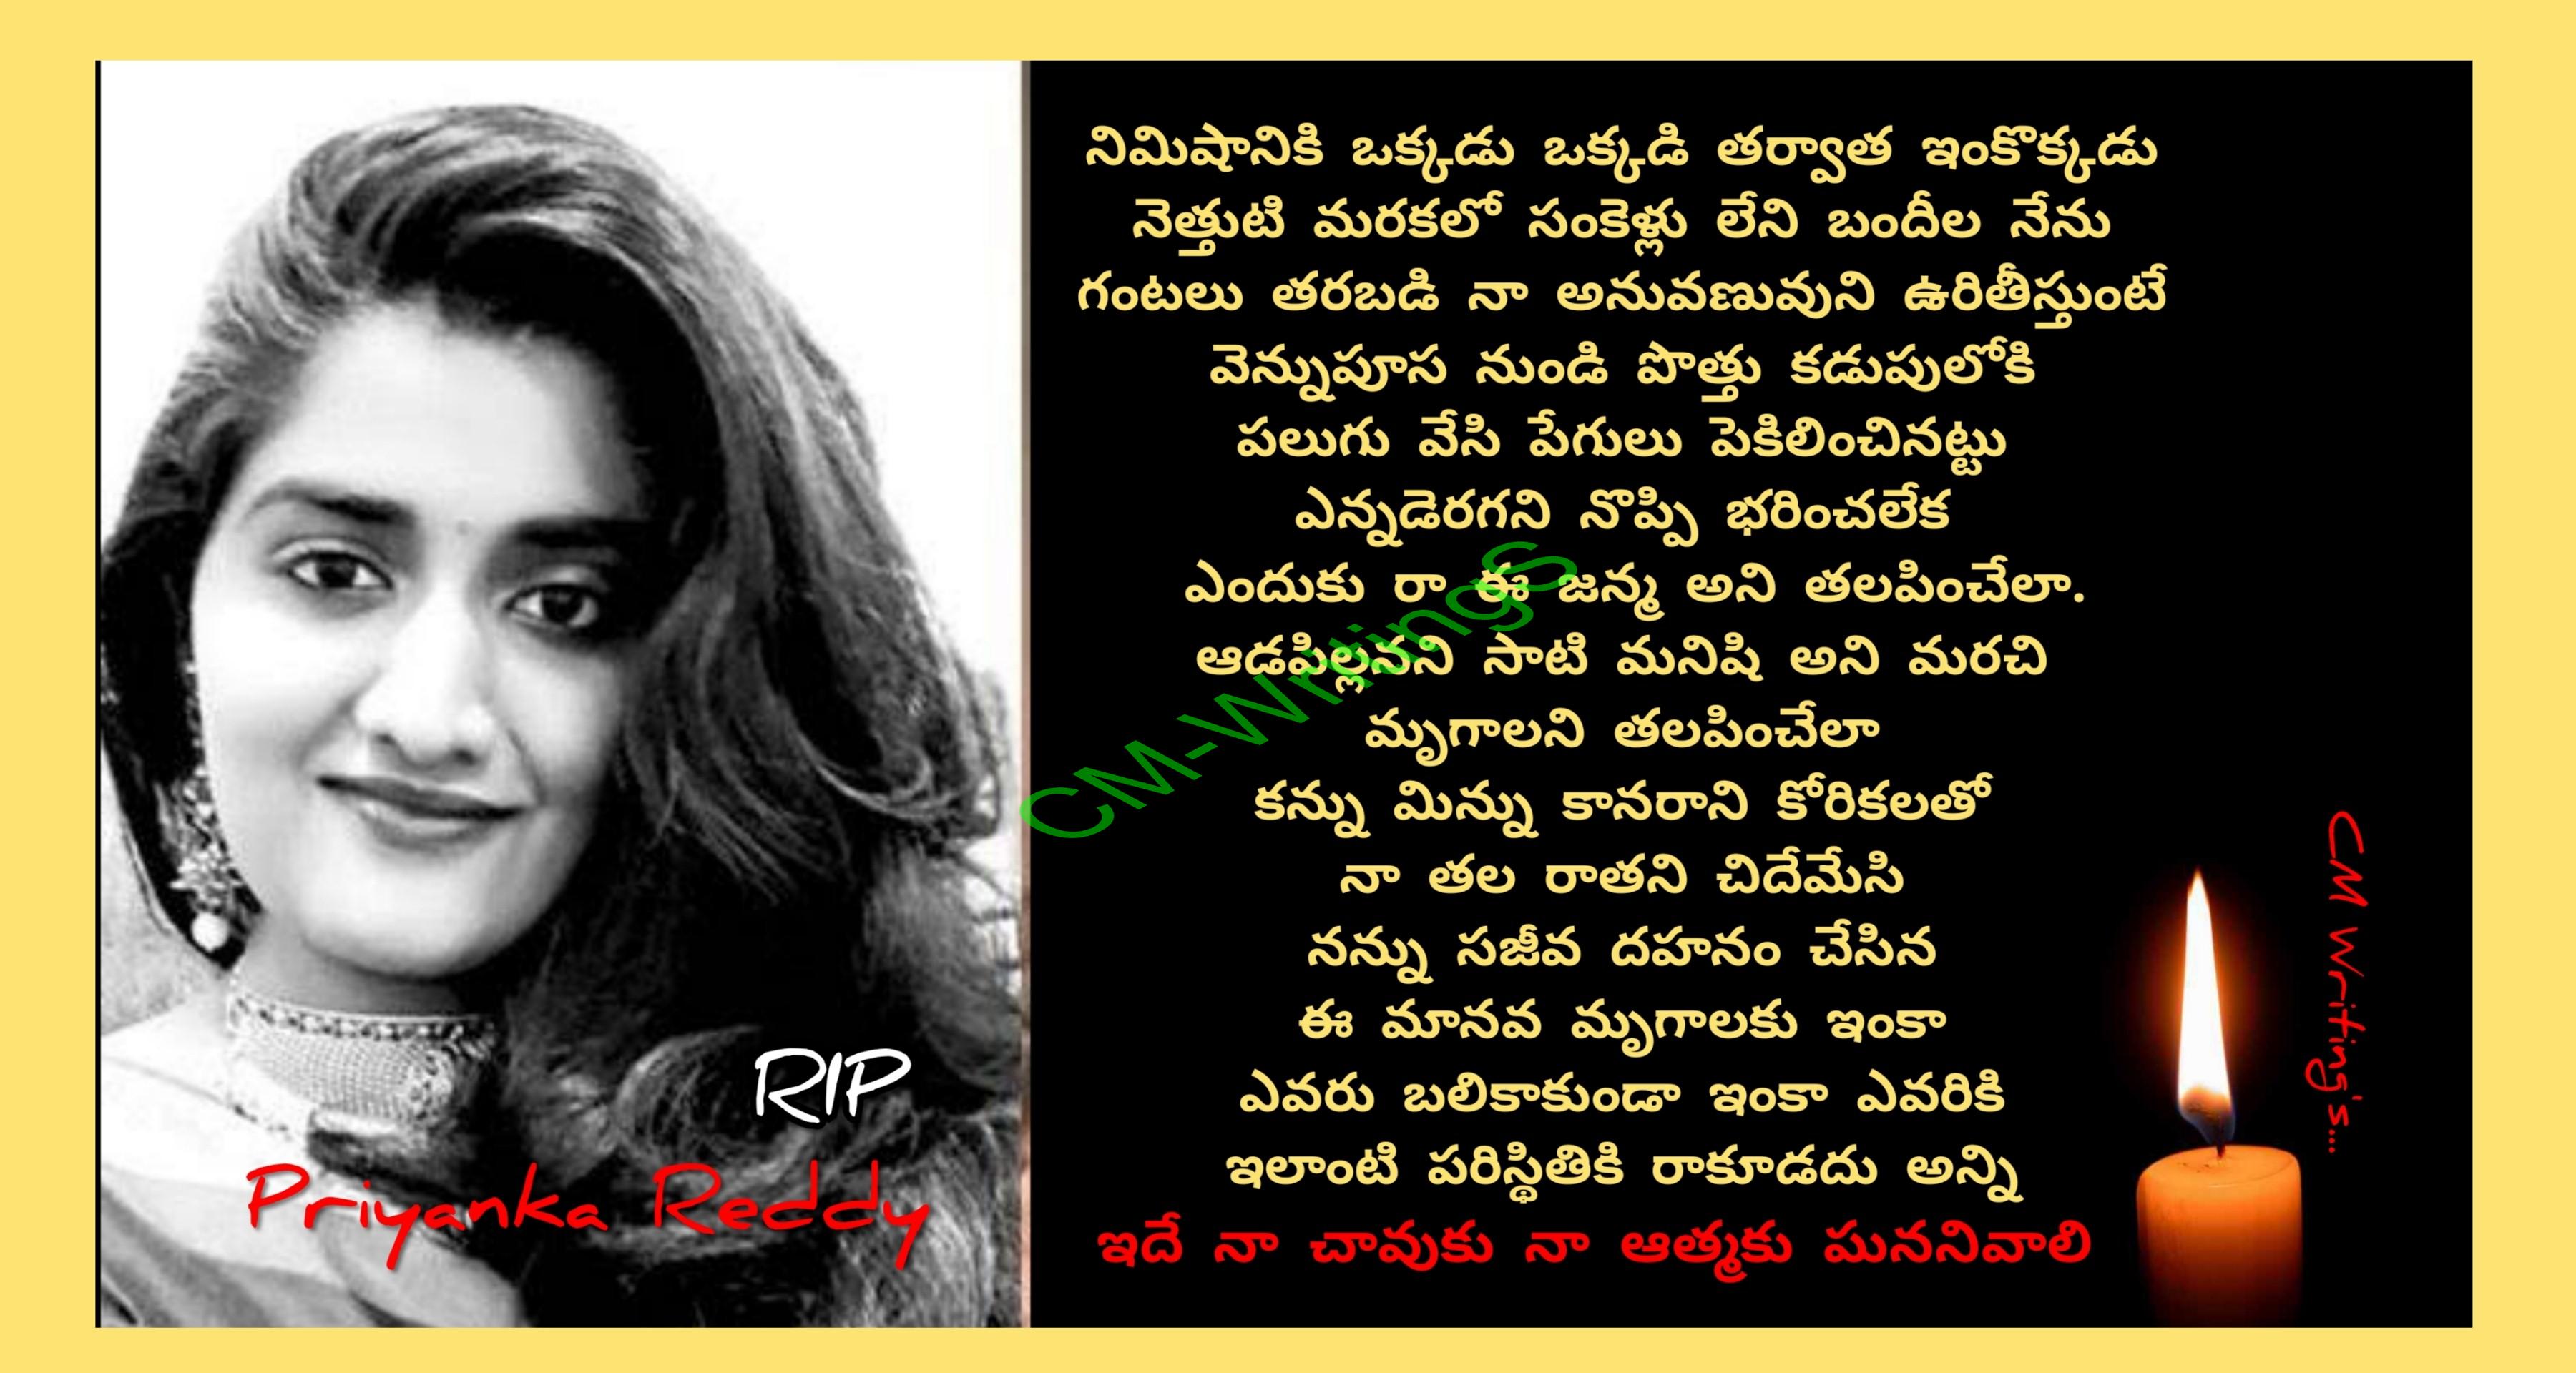 నిమిషానికి ఒక్కడు ఒక్కడి తర్వాత ఇంకొక్కడు
నెత్తుటి మరకలో సంకెళ్లు లేని బందీల నేను
గంటలు తరబడి నా అనువణువుని ఉరితీస్తుంటే
వెన్నుపూస నుండి పొత్తు కడుపులోకి
పలుగు వేసి పేగులు పెకిలించినట్టు
ఎన్నడెరగని నొప్పి భరించలేక
ఎందుకు రా ఈ జన్మ అని తలపించేలా.
ఆడపిల్లనని సాటి మనిషి అని మరచి
మృగాలని తలపించేలా
కన్ను మిన్ను కానరాని కోరికలతో
నా తల రాతని చిదేమేసి
నన్ను సజీవ దహనం చేసిన
ఈ మానవ మృగాలకు ఇంకా
ఎవరు బలికాకుండా ఇంకా ఎవరికి
ఇలాంటి పరిస్థితికి రాకూడదు అన్ని
ఇదే నా చావుకు నా ఆత్మకు ఘననివాలి
RIP
Priyanka Reddy
CM-Writings
CM Writing's...